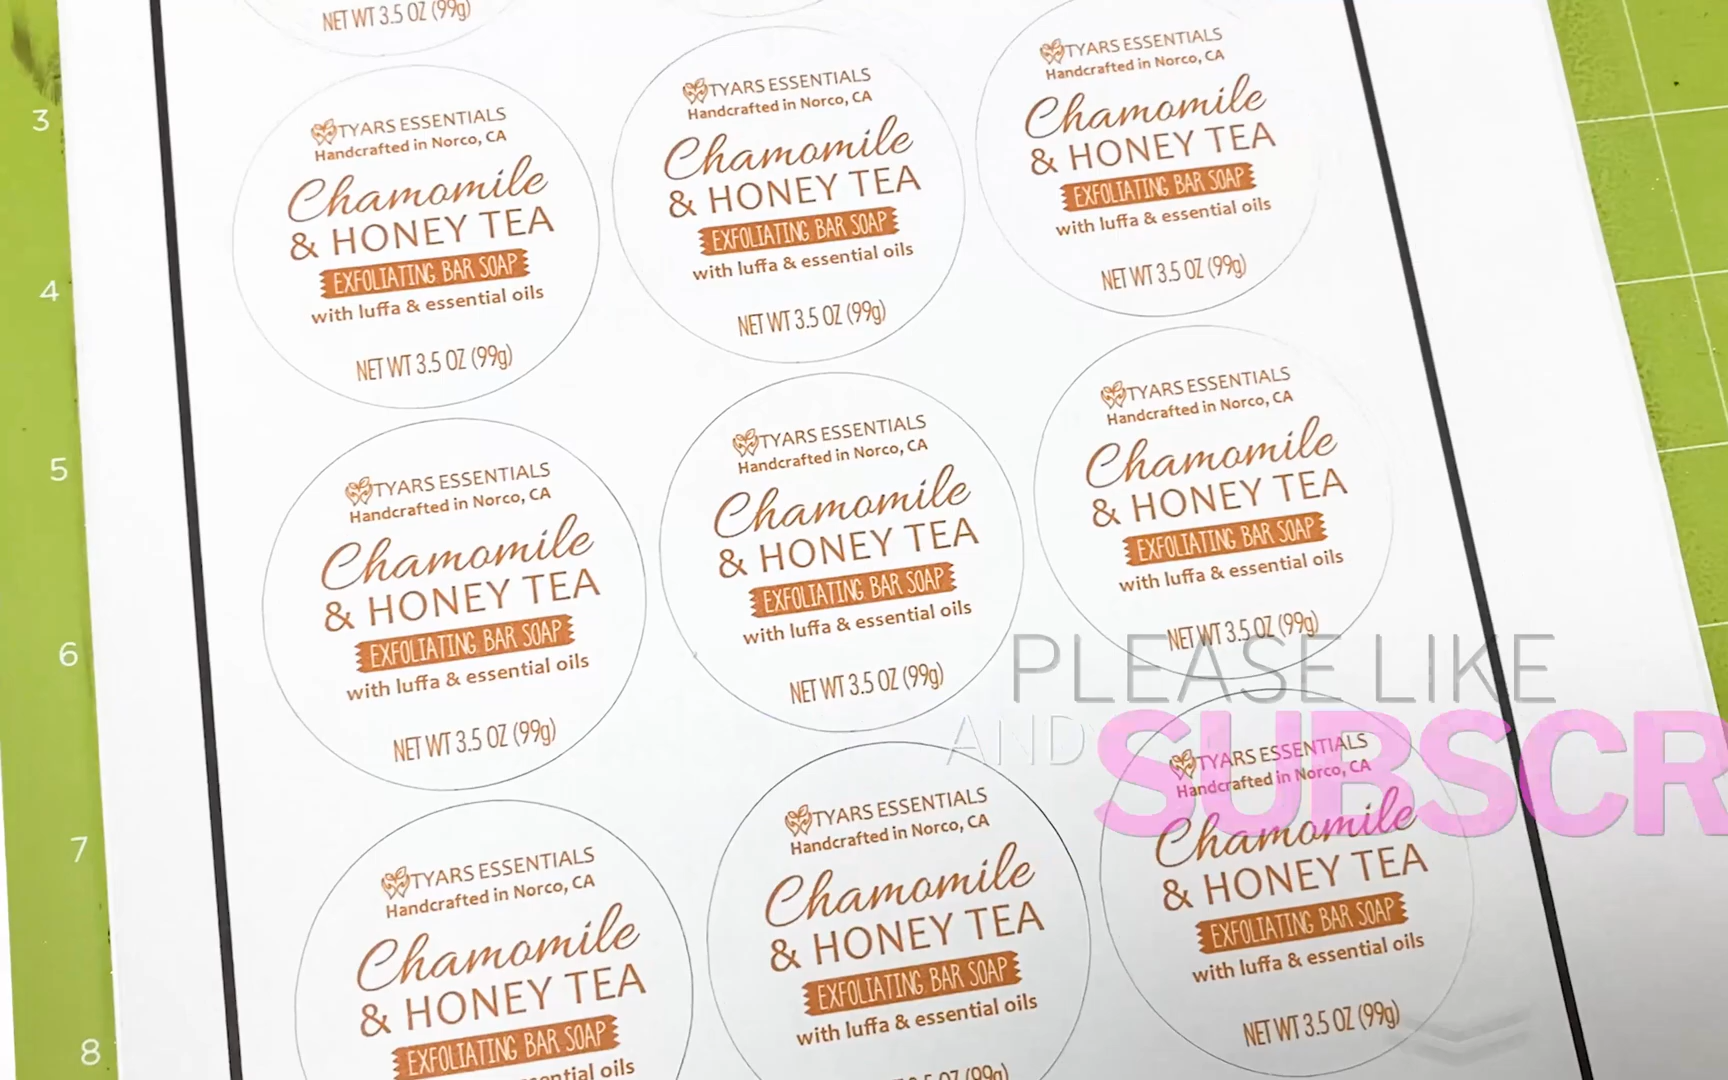 NET WT 3.5 OZ (99g)
TYARS ESSENTIALS
Handcrafted in Norco, CA
Chamomile
& HONEY TEA
EXFOLIATING BAR SOAP
with luffa & essential oils
NET WT 3.5 OZ (99g)
TYARS ESSENTIALS
Handcrafted in Norco, CA
Chamomile
& HONEY TEA
EXFOLIATING BAR SOAP
with luffa & essential oils
NET WT 3.5 OZ (99g)
TYARS ESSENTIALS
Handcrafted in Norco, CA
Chamomile
& HONEY TEA
EXFOLIATING BAR SOAP
with luffa & essential oils
NET WT 3.5 OZ (99g)
TYARS ESSENTIALS
Handcrafted in Norco, CA
Chamomile
& HONEY TEA
EXFOLIATING BAR SOAP
with luffa & essential oils
NET WT 3.5 OZ (99g)
TYARS ESSENTIALS
Handcrafted in Norco, CA
Chamomile
& HONEY TEA
EXFOLIATING BAR SOAP
with luffa & essential oils
NET WT 3.5 OZ (99g)
TYARS ESSENTIALS
Handcrafted in Norco, CA
Chamomile
& HONEY TEA
EXFOLIATING BAR SOAP
with luffa & essential oils
NET WT 3.5 OZ (99g)
TYARS ESSENTIALS
Handcrafted in Norco, CA
Chamomile
& HONEY TEA
EXFOLIATING BAR SOAP
essential oils
TYARS ESSENTIALS
Handcrafted in Norco, CA
Chamomile
& HONEY TEA
EXFOLIATING BAR SOAP
with luffa & essential oils
3.5 OZ (99g)
TYARS ESSENTIALS
Handcrafted in Norco, CA
Chamomile
& HONEY TEA
EXFOLIATING BAR SOAP
with luffa & essential oils
NET WT 3.5 OZ (99g)
PLEASE LIKE
AND SUBSCR
3
4
5
6
7
8